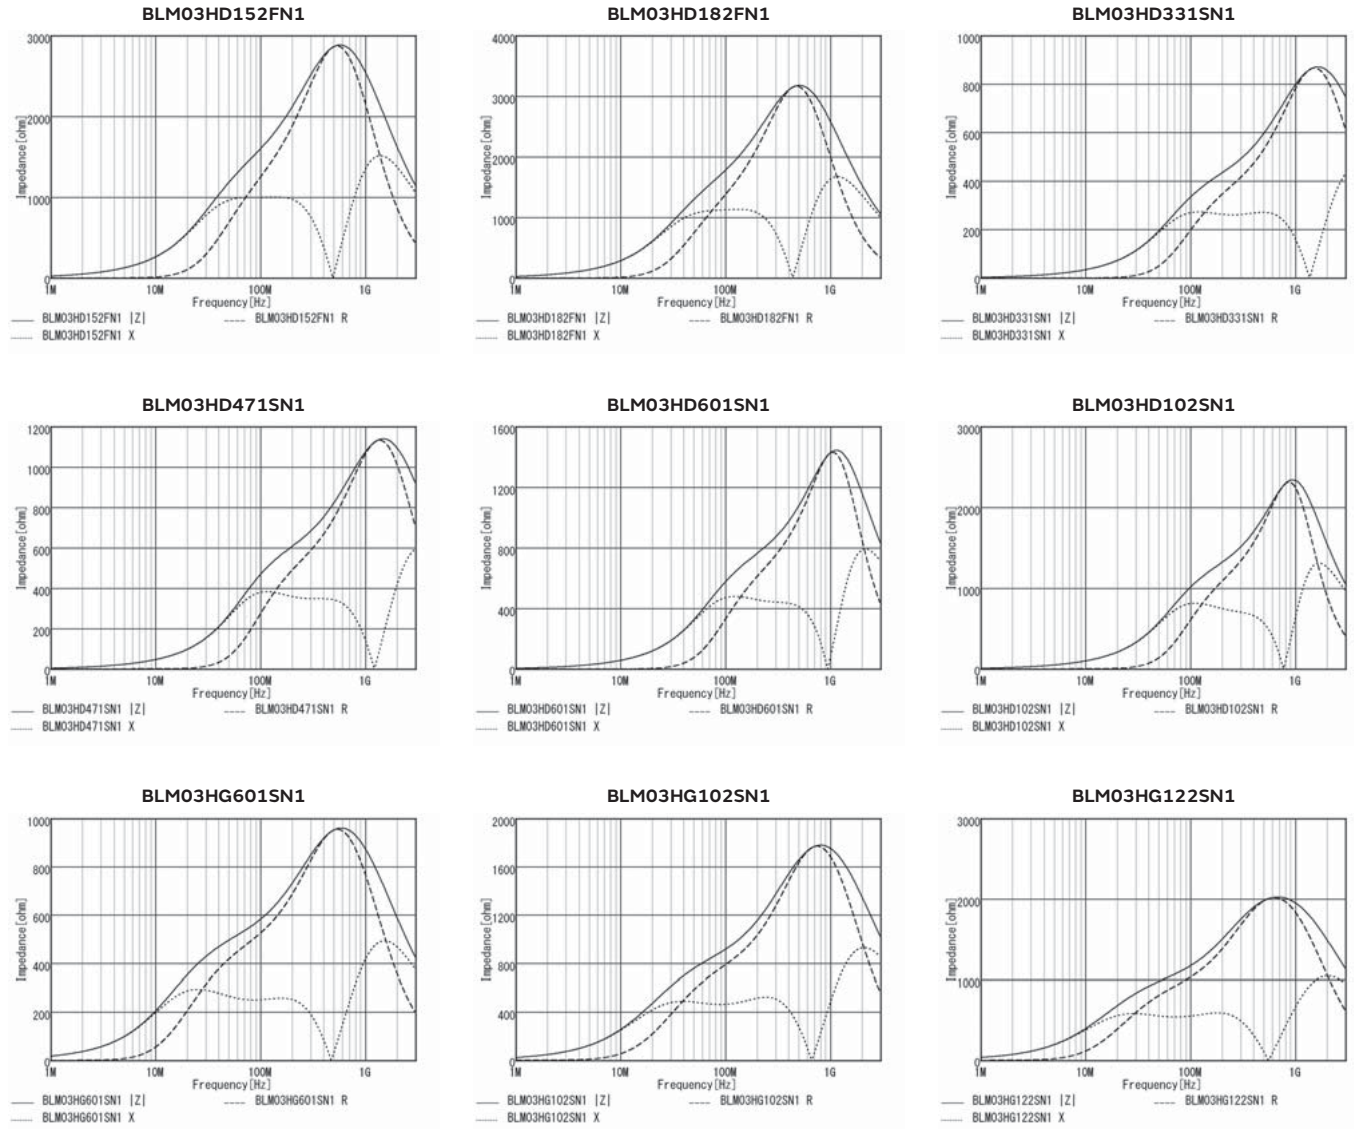 BLM03HD152FN1
BLM03HD182FN1
BLM03HD331SN1
3000
2000
1000
0
Impedance[ohm]
1M 10M 100M 1G
Frequency[Hz]
BLM03HD152FN1 |Z| BLM03HD152FN1 R
BLM03HD152FN1 X
4000
3000
2000
1000
0
Impedance[ohm]
1M 10M 100M 1G
Frequency[Hz]
BLM03HD182FN1 |Z| BLM03HD182FN1 R
BLM03HD182FN1 X
1000
800
600
400
200
0
Impedance[ohm]
1M 10M 100M 1G
Frequency[Hz]
BLM03HD331SN1 |Z| BLM03HD331SN1 R
BLM03HD331SN1 X
BLM03HD471SN1
BLM03HD601SN1
BLM03HD102SN1
1200
1000
800
600
400
200
0
Impedance[ohm]
1M 10M 100M 1G
Frequency[Hz]
BLM03HD471SN1 |Z| BLM03HD471SN1 R
BLM03HD471SN1 X
1600
1200
800
400
0
Impedance[ohm]
1M 10M 100M 1G
Frequency[Hz]
BLM03HD601SN1 |Z| BLM03HD601SN1 R
BLM03HD601SN1 X
3000
2000
1000
0
Impedance[ohm]
1M 10M 100M 1G
Frequency[Hz]
BLM03HD102SN1 |Z| BLM03HD102SN1 R
BLM03HD102SN1 X
BLM03HG601SN1
BLM03HG102SN1
BLM03HG122SN1
1000
800
600
400
200
0
Impedance[ohm]
1M 10M 100M 1G
Frequency[Hz]
BLM03HG601SN1 |Z| BLM03HG601SN1 R
BLM03HG601SN1 X
2000
1600
1200
800
400
0
Impedance[ohm]
1M 10M 100M 1G
Frequency[Hz]
BLM03HG102SN1 |Z| BLM03HG102SN1 R
BLM03HG102SN1 X
3000
2000
1000
0
Impedance[ohm]
1M 10M 100M 1G
Frequency[Hz]
BLM03HG122SN1 |Z| BLM03HG122SN1 R
BLM03HG122SN1 X